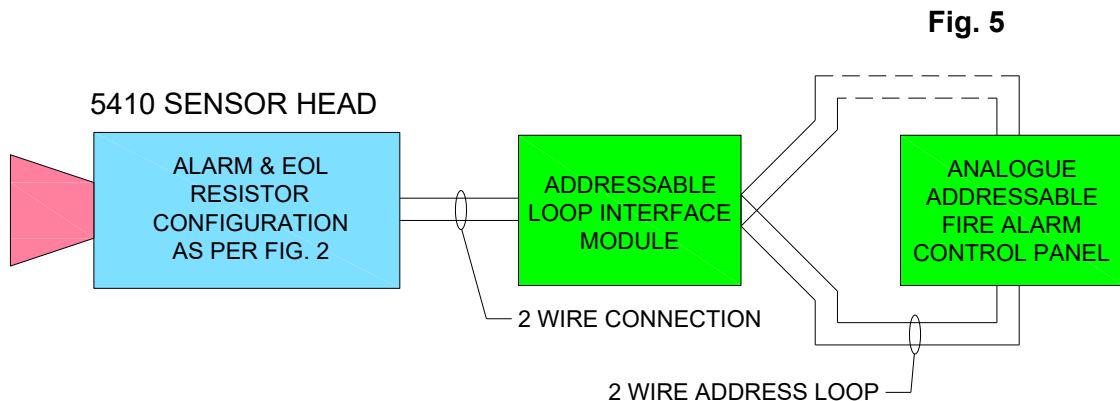 Fig. 5
5410 SENSOR HEAD
ALARM & EOL
RESISTOR
CONFIGURATION
AS PER FIG. 2
ADDRESSABLE
LOOP INTERFACE
MODULE
ANALOGUE
ADDRESSABLE
FIRE ALARM
CONTROL PANEL
2 WIRE CONNECTION
2 WIRE ADDRESS LOOP